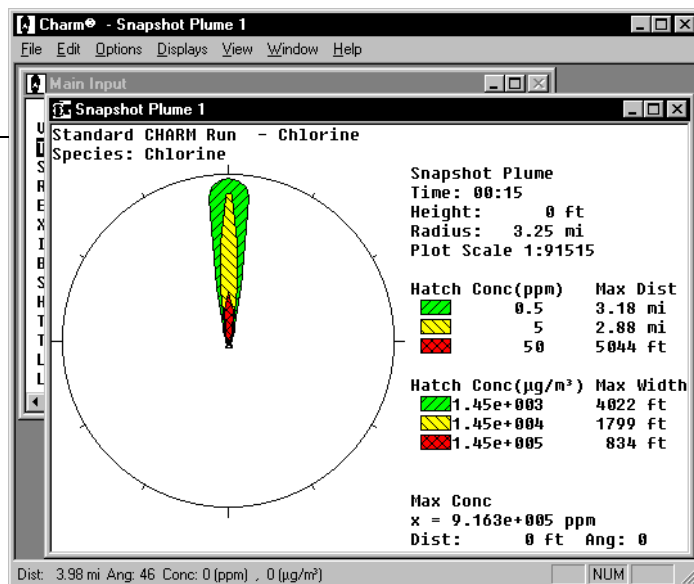 Charm® - Snapshot Plume 1
File Edit Options Displays View Window Help
Main Input
Snapshot Plume 1
Standard CHARM Run - Chlorine
Species: Chlorine
Snapshot Plume
Time: 00:15
Height: 0 ft
Radius: 3.25 mi
Plot Scale 1:91515
Hatch Conc(ppm) Max Dist
0.5 3.18 mi
5 2.88 mi
50 5044 ft
Hatch Conc(µg/m³) Max Width
1.45e+003 4022 ft
1.45e+004 1799 ft
1.45e+005 834 ft
Max Conc
x = 9.163e+005 ppm
Dist: 0 ft Ang: 0
S
R
E
X
I
B
S
H
T
T
L
L
Dist: 3.98 mi Ang: 46 Conc: 0 (ppm) , 0 (µg/m³) NUM